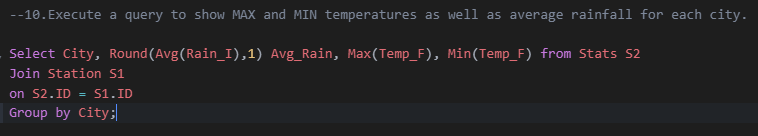 --10.Execute a query to show MAX and MIN temperatures as well as average rainfall for each city.
Select City, Round(Avg(Rain_I),1) Avg_Rain, Max(Temp_F), Min(Temp_F) from Stats S2
Join Station S1
on S2.ID = S1.ID
Group by City;